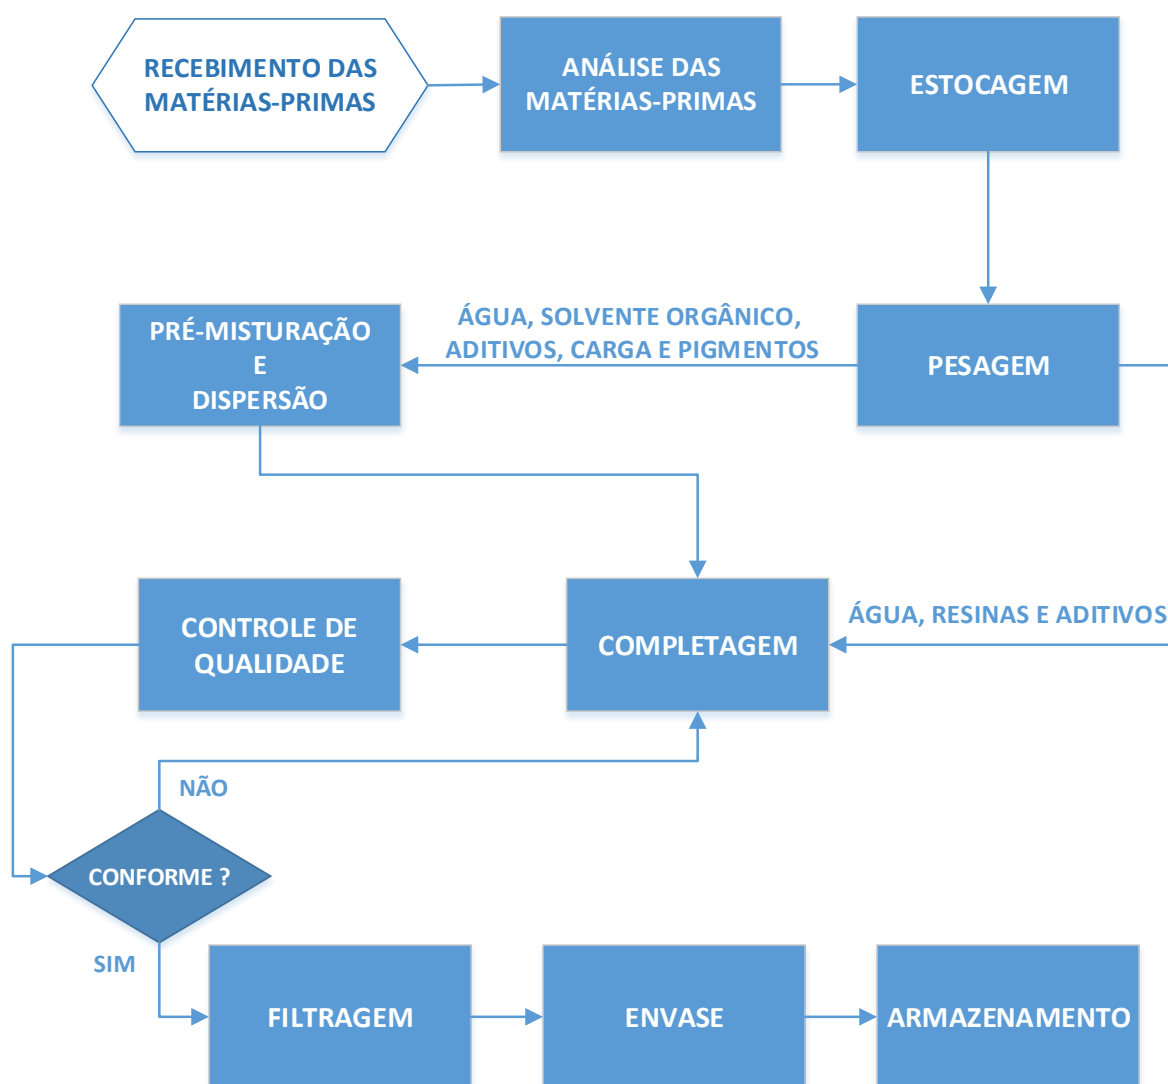 RECEBIMENTO DAS
MATÉRIAS-PRIMAS
ANÁLISE DAS
MATÉRIAS-PRIMAS
ESTOCAGEM
PRÉ-MISTURAÇÃO
E
DISPERSÃO
ÁGUA, SOLVENTE ORGÂNICO,
ADITIVOS, CARGA E PIGMENTOS
PESAGEM
CONTROLE DE
QUALIDADE
COMPLETAGEM
ÁGUA, RESINAS E ADITIVOS
NÃO
CONFORME ?
SIM
FILTRAGEM
ENVASE
ARMAZENAMENTO